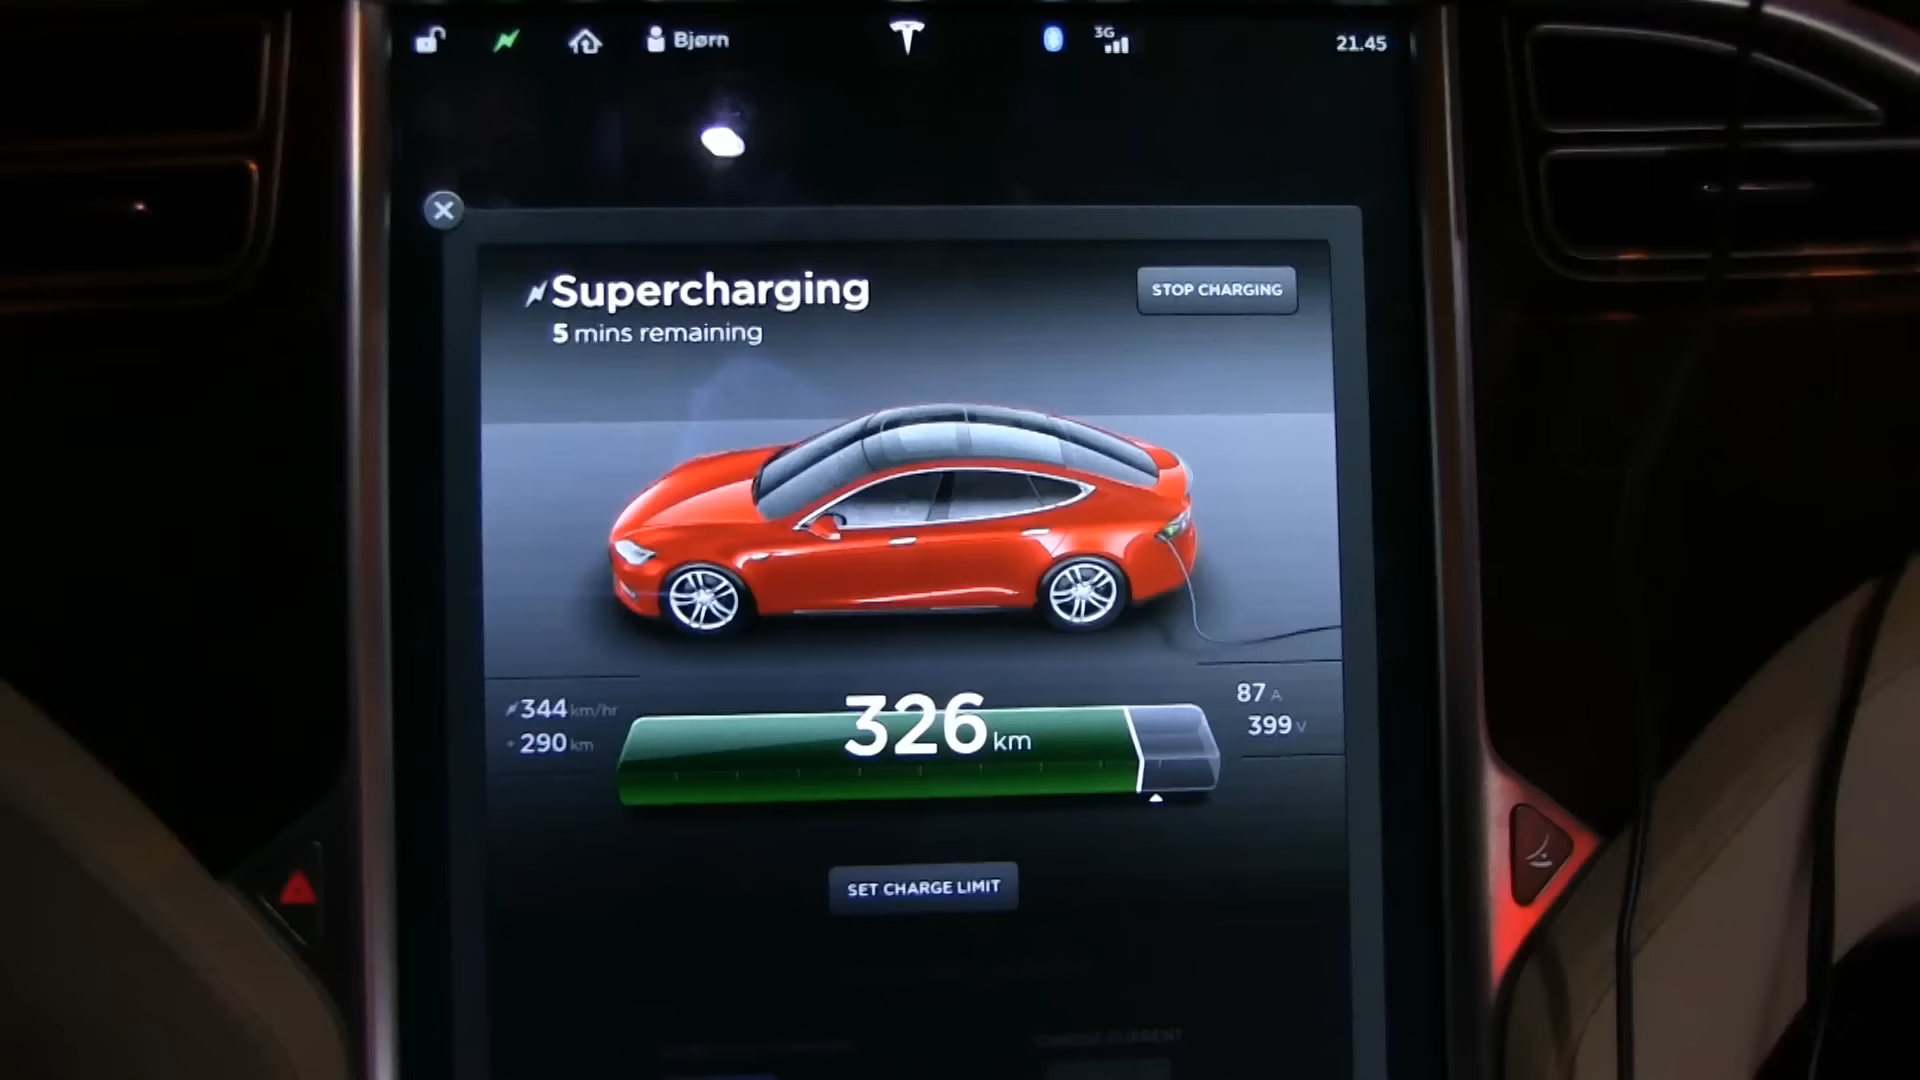 Bjørn
3G
21.45
Supercharging
STOP CHARGING
5 mins remaining
344 km/hr
+ 290 km
326 km
87 A
399 V
SET CHARGE LIMIT